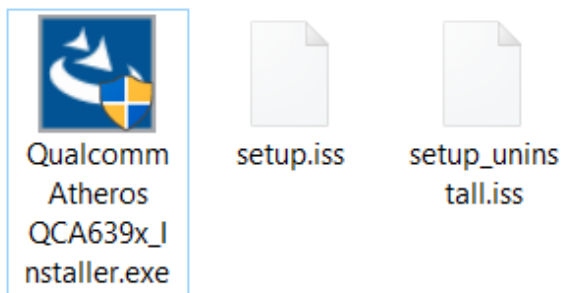 Qualcomm
Atheros
QCA639x_I
nstaller.exe
setup.iss
setup_unins
tall.iss